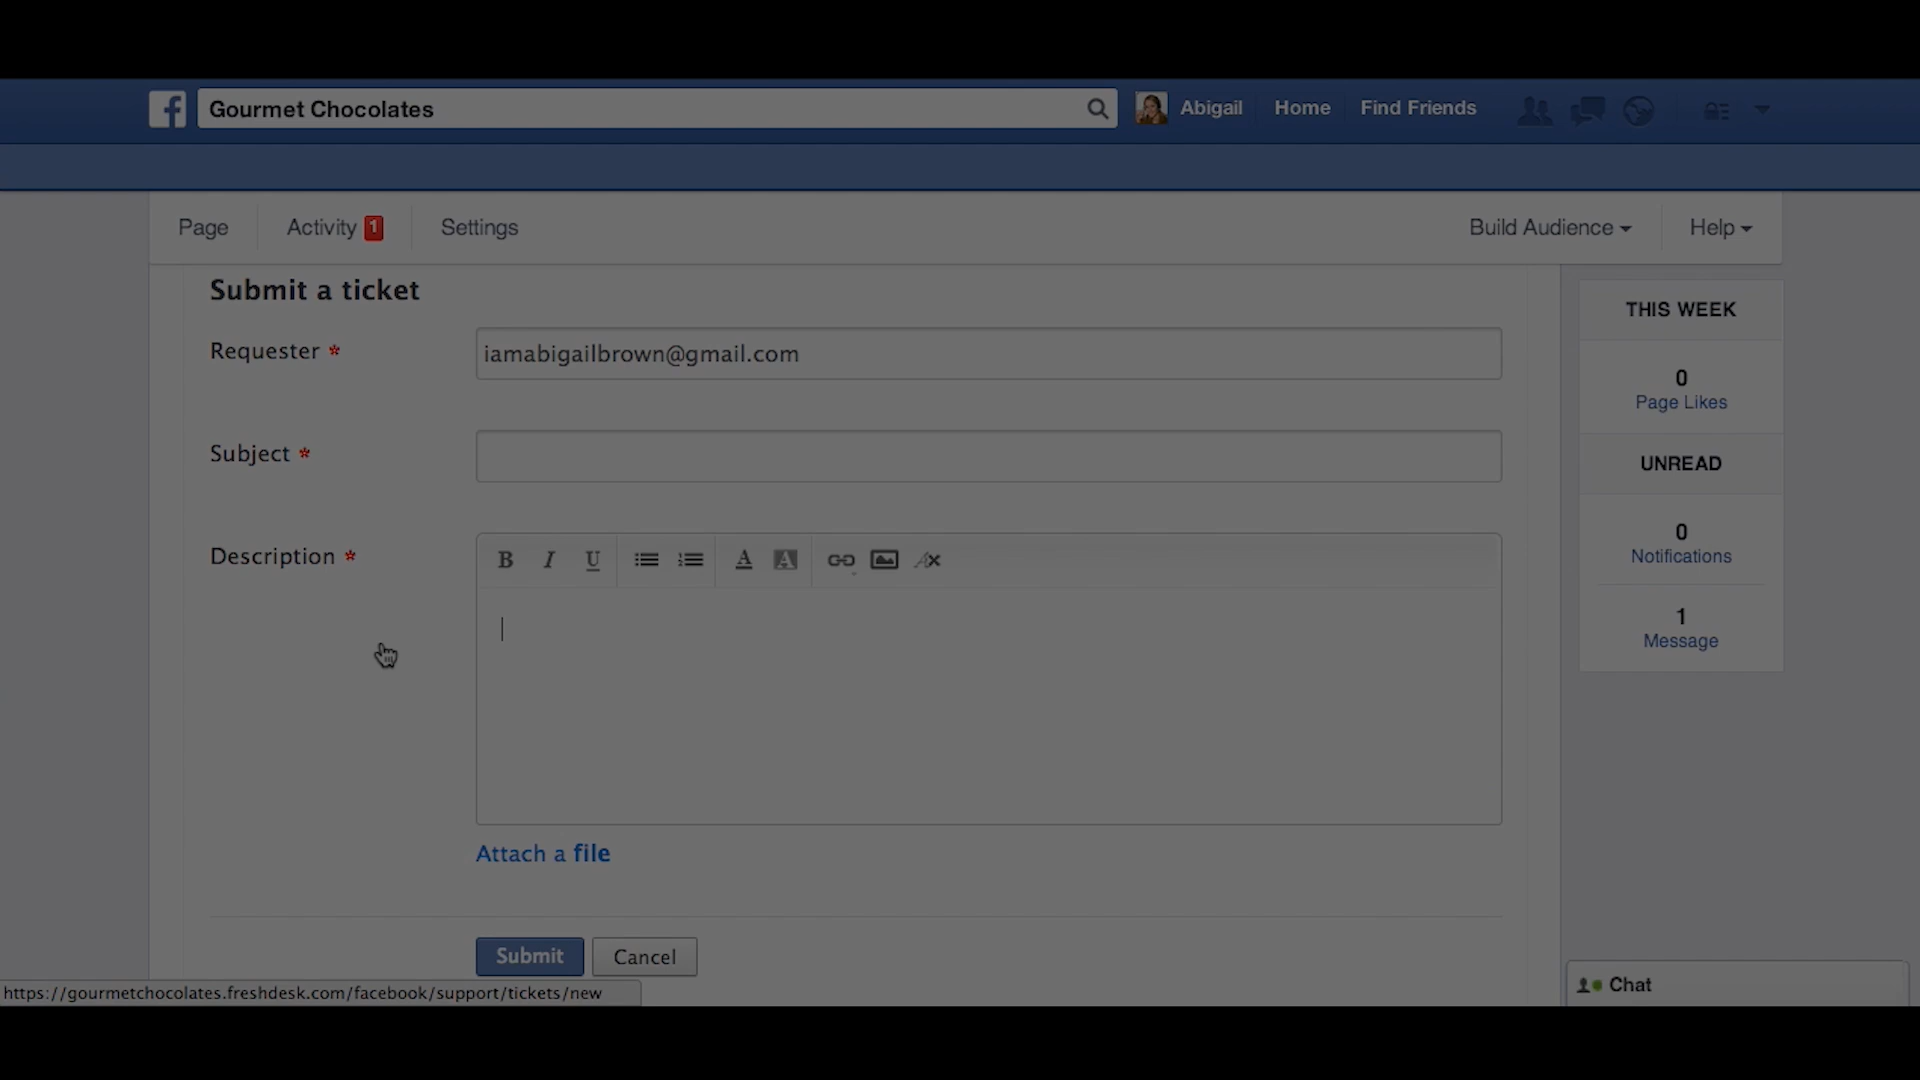 Gourmet Chocolates
Abigail Home Find Friends
Page Activity 1 Settings Build Audience Help
Submit a ticket
Requester * iamabigailbrown@gmail.com
Subject *
Description *
B I U A A
Attach a file
Submit Cancel
THIS WEEK
0
Page Likes
UNREAD
0
Notifications
1
Message
https://gourmetchocolates.freshdesk.com/facebook/support/tickets/new
Chat